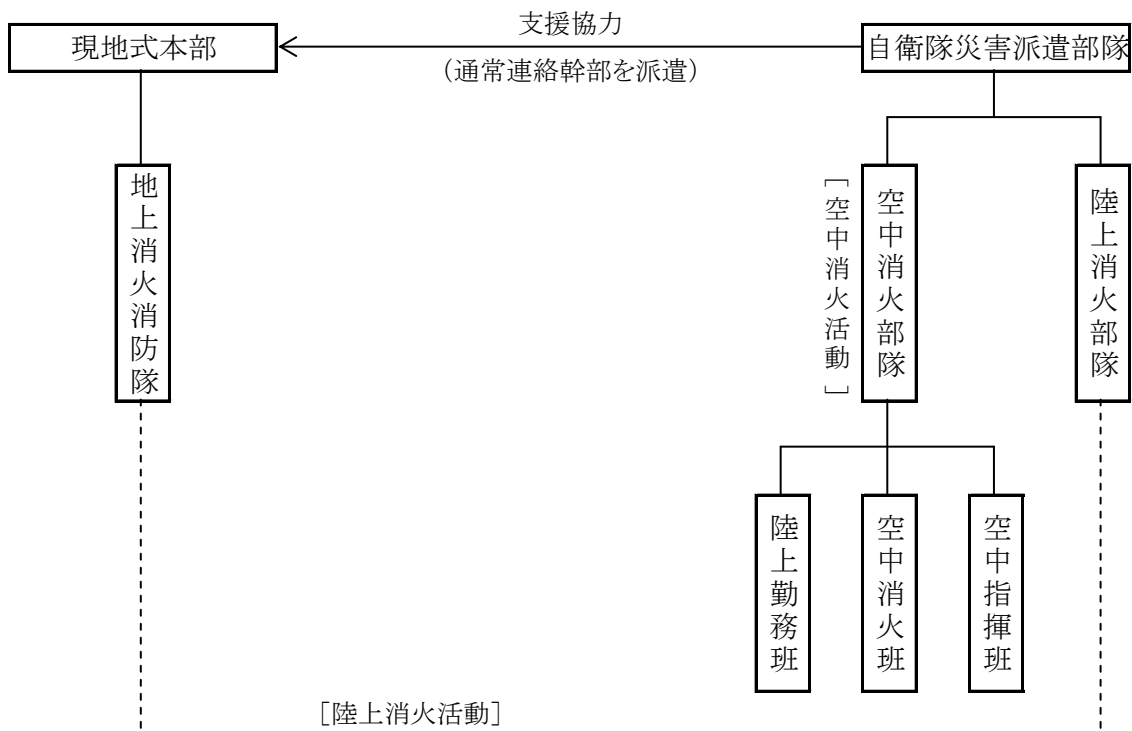 支援協力
現地式本部
自衛隊災害派遣部隊
(通常連絡幹部を派遣)
地上消火消防隊
[空中消火活動]
空中消火部隊
陸上消火部隊
陸上勤務班
空中消火班
空中指揮班
[陸上消火活動]